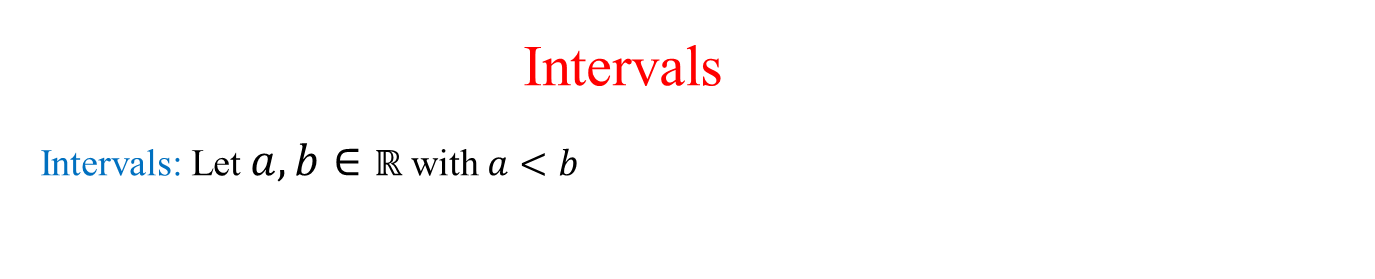 Intervals
Intervals: Let a, b ∈ ℝ with a < b